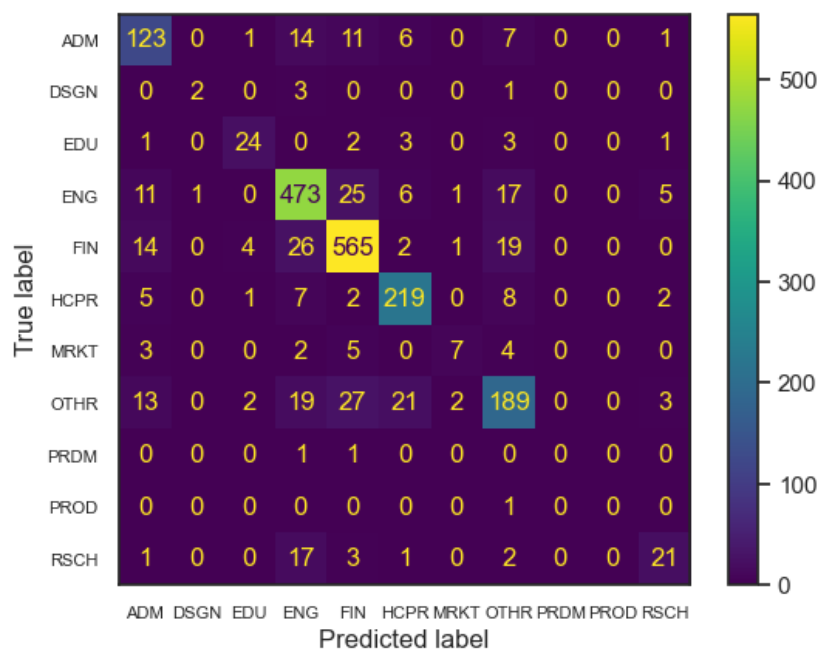 ADM 123 0 1 14 11 6 0 7 0 0 1
DSGN 0 2 0 3 0 0 0 1 0 0 0
EDU 1 0 24 0 2 3 0 3 0 0 1
ENG 11 1 0 473 25 6 1 17 0 0 5
FIN 14 0 4 26 565 2 1 19 0 0 0
HCPR 5 0 1 7 2 219 0 8 0 0 2
MRKT 3 0 0 2 5 0 7 4 0 0 0
OTHR 13 0 2 19 27 21 2 189 0 0 3
PRDM 0 0 0 1 1 0 0 0 0 0 0
PROD 0 0 0 0 0 0 0 1 0 0 0
RSCH 1 0 0 17 3 1 0 2 0 0 21
ADM DSGN EDU ENG FIN HCPR MRKT OTHR PRDM PROD RSCH
Predicted label
True label
500
400
300
200
100
0